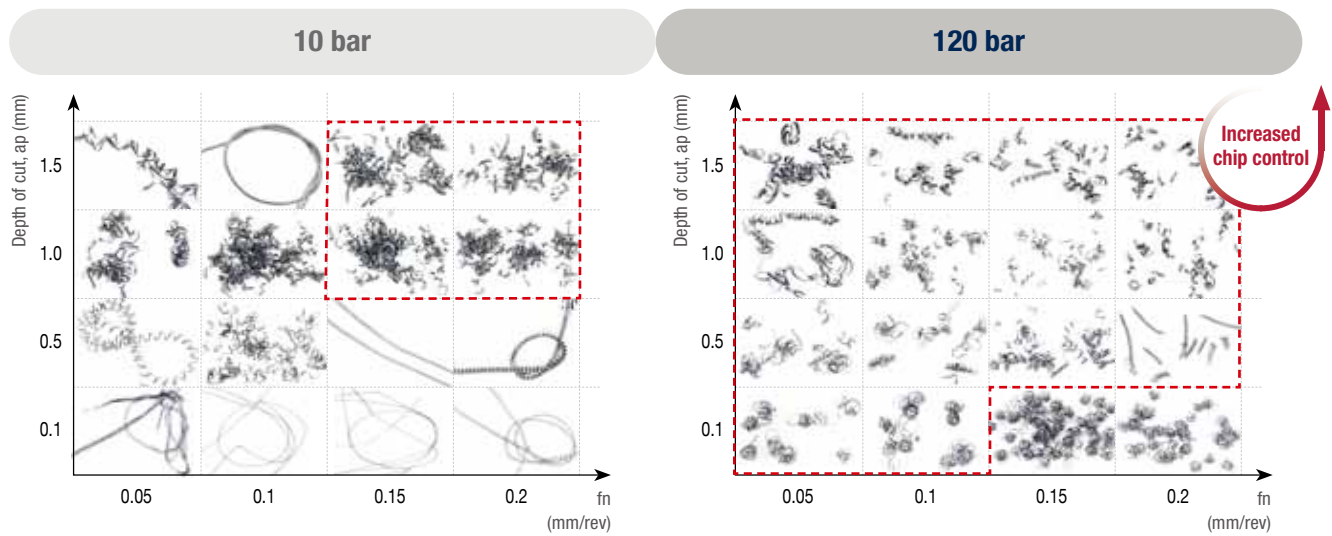 10 bar
120 bar
Depth of cut, ap (mm)
1.5
1.0
0.5
0.1
0.05
0.1
0.15
0.2
fn
(mm/rev)
Depth of cut, ap (mm)
1.5
1.0
0.5
0.1
0.05
0.1
0.15
0.2
fn
(mm/rev)
Increased
chip control